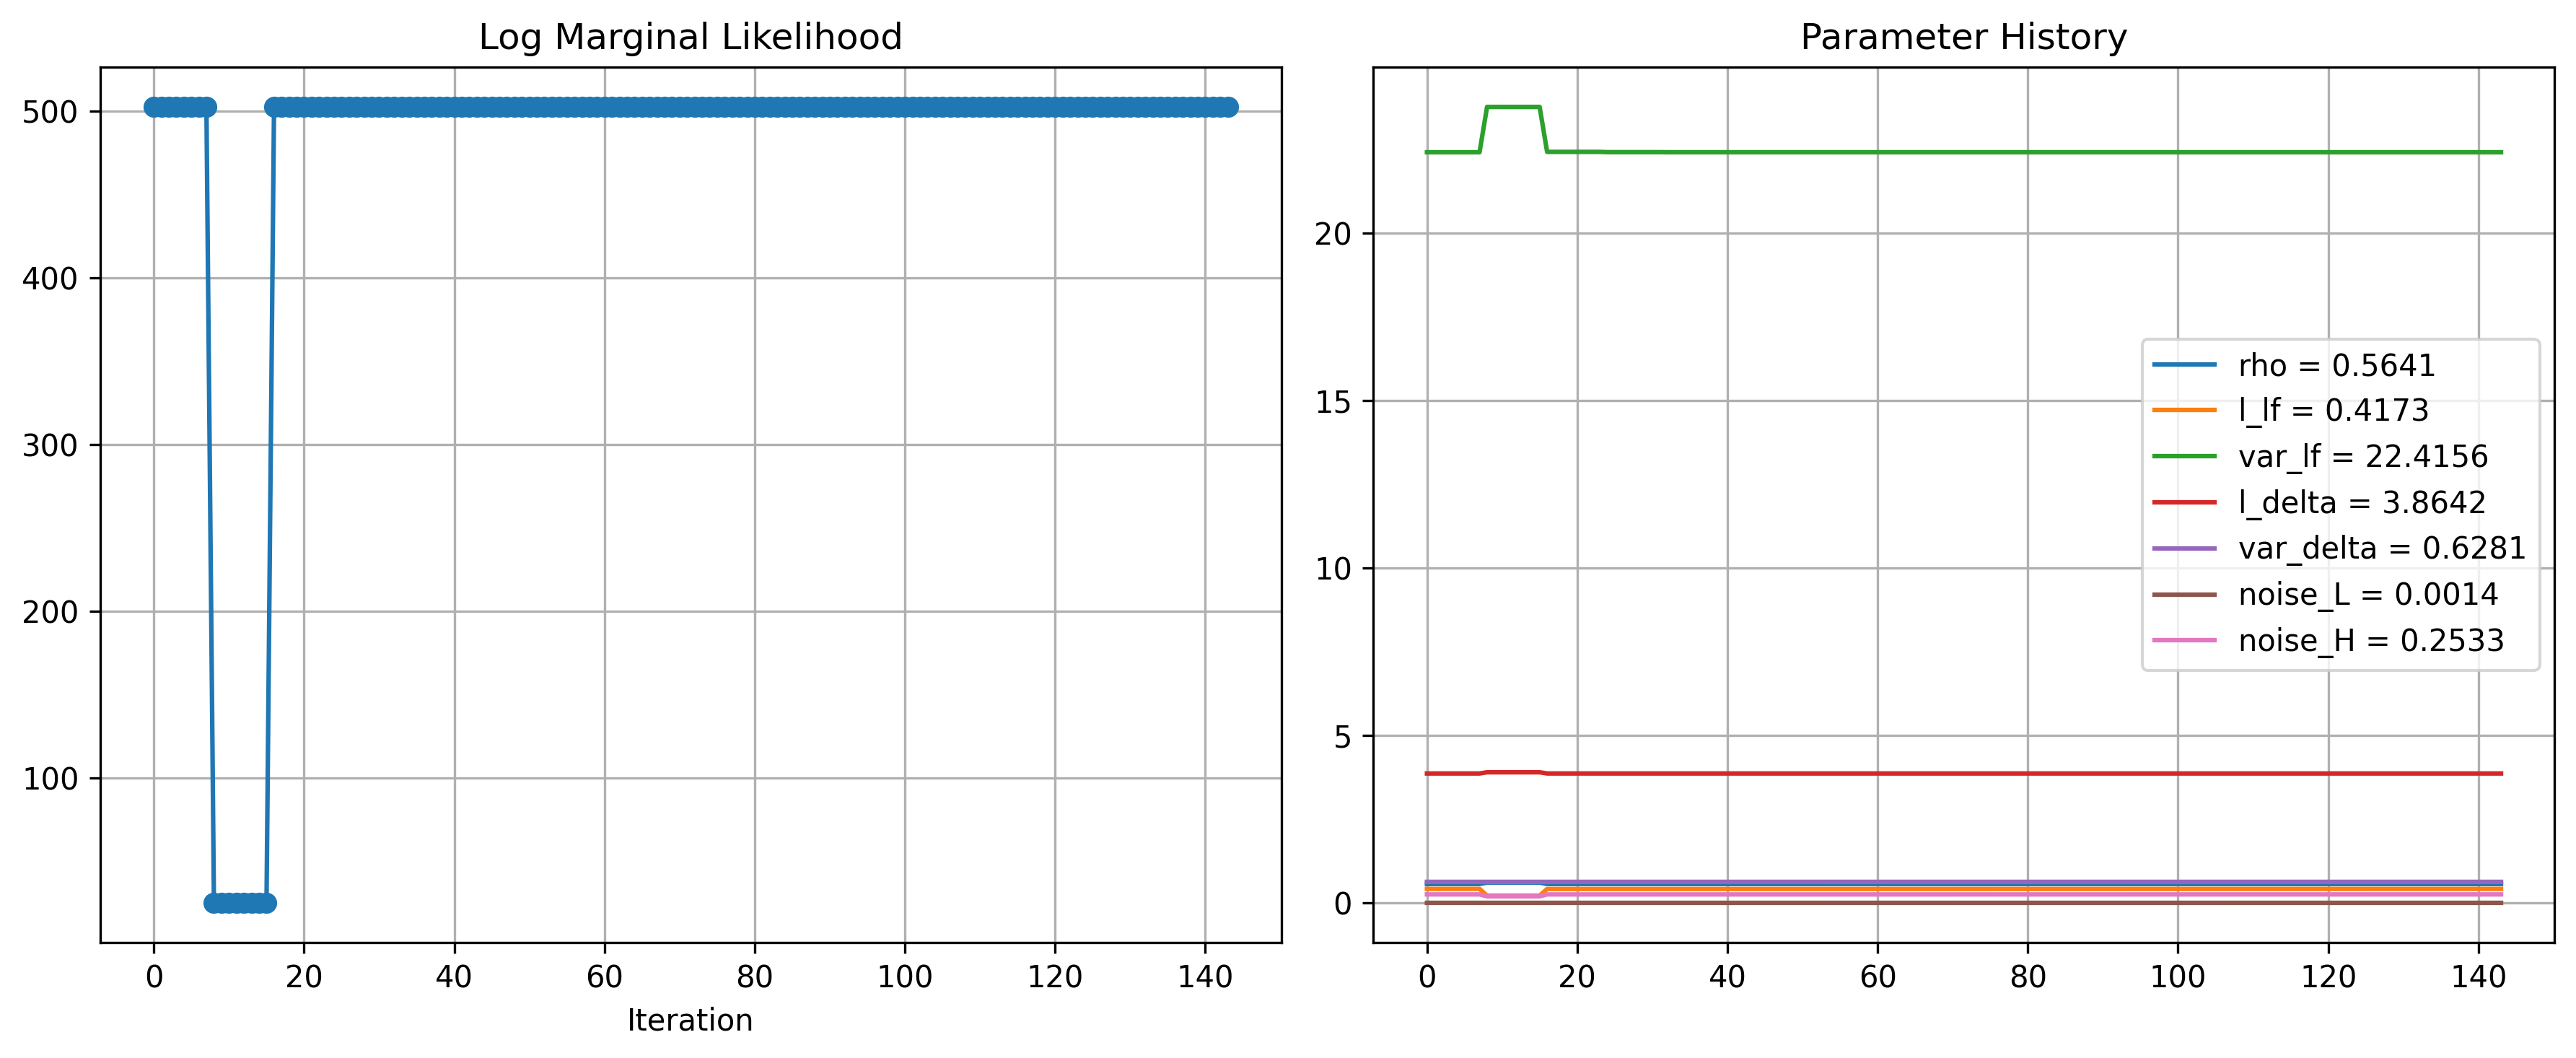 Log Marginal Likelihood
500
400
300
200
100
0 20 40 60 80 100 120 140
Iteration
Parameter History
20
15
10
5
0
0 20 40 60 80 100 120 140
rho = 0.5641
l_lf = 0.4173
var_lf = 22.4156
l_delta = 3.8642
var_delta = 0.6281
noise_L = 0.0014
noise_H = 0.2533